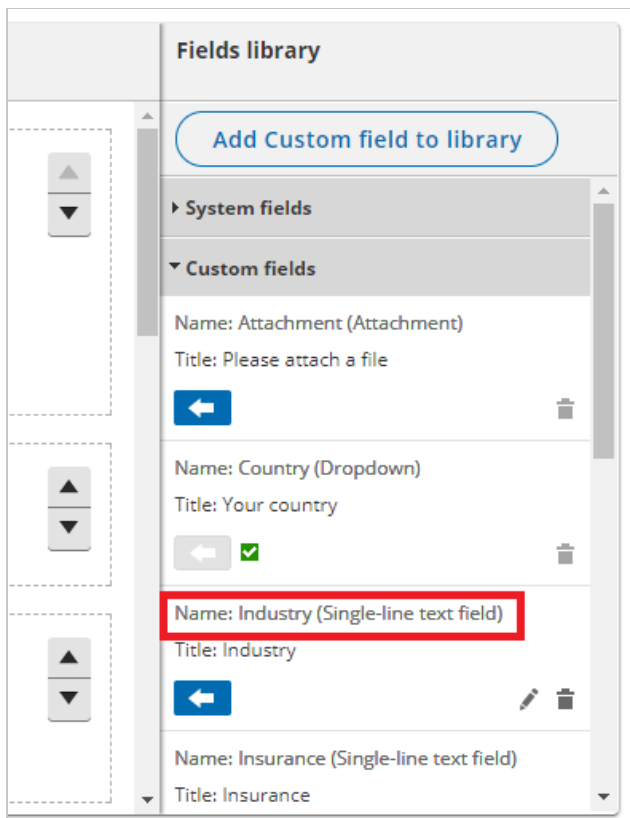 Fields library
Add Custom field to library
System fields
Custom fields
Name: Attachment (Attachment)
Title: Please attach a file
Name: Country (Dropdown)
Title: Your country
Name: Industry (Single-line text field)
Title: Industry
Name: Insurance (Single-line text field)
Title: Insurance